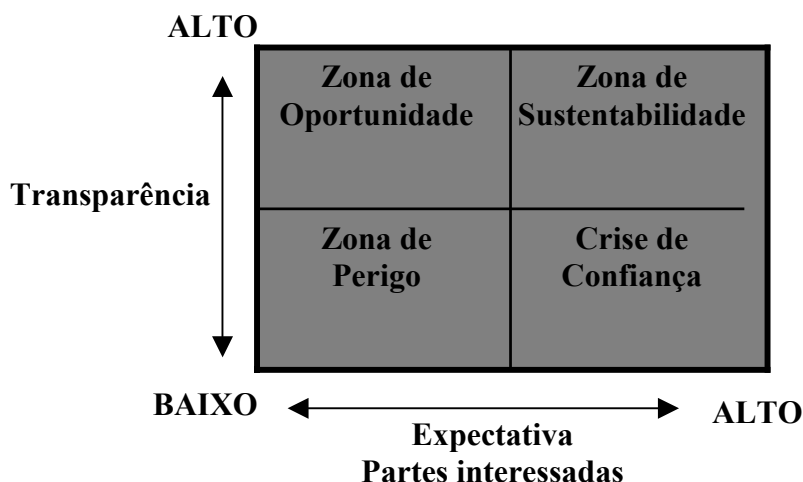 ALTO
Zona de
Oportunidade
Zona de
Sustentabilidade
Transparência
Zona de
Perigo
Crise de
Confiança
BAIXO
ALTO
Expectativa
Partes interessadas